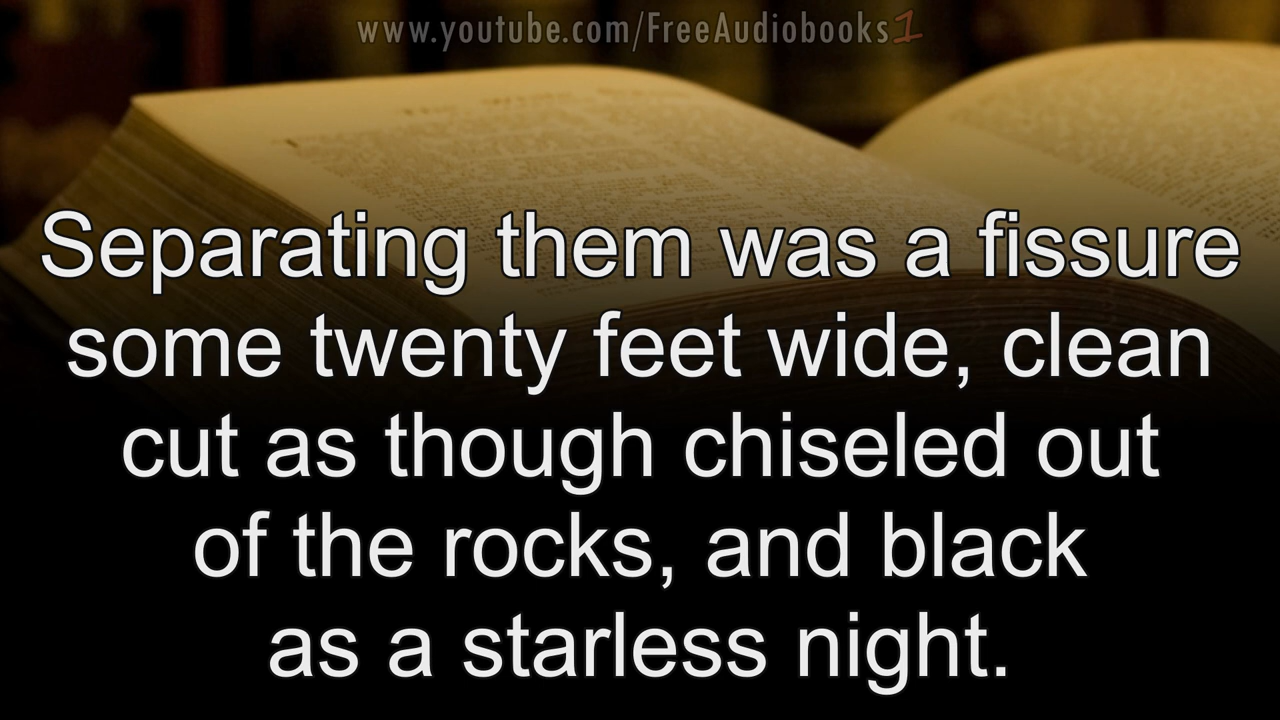 www.youtube.com/FreeAudiobooks1
Separating them was a fissure
some twenty feet wide, clean
cut as though chiseled out
of the rocks, and black
as a starless night.